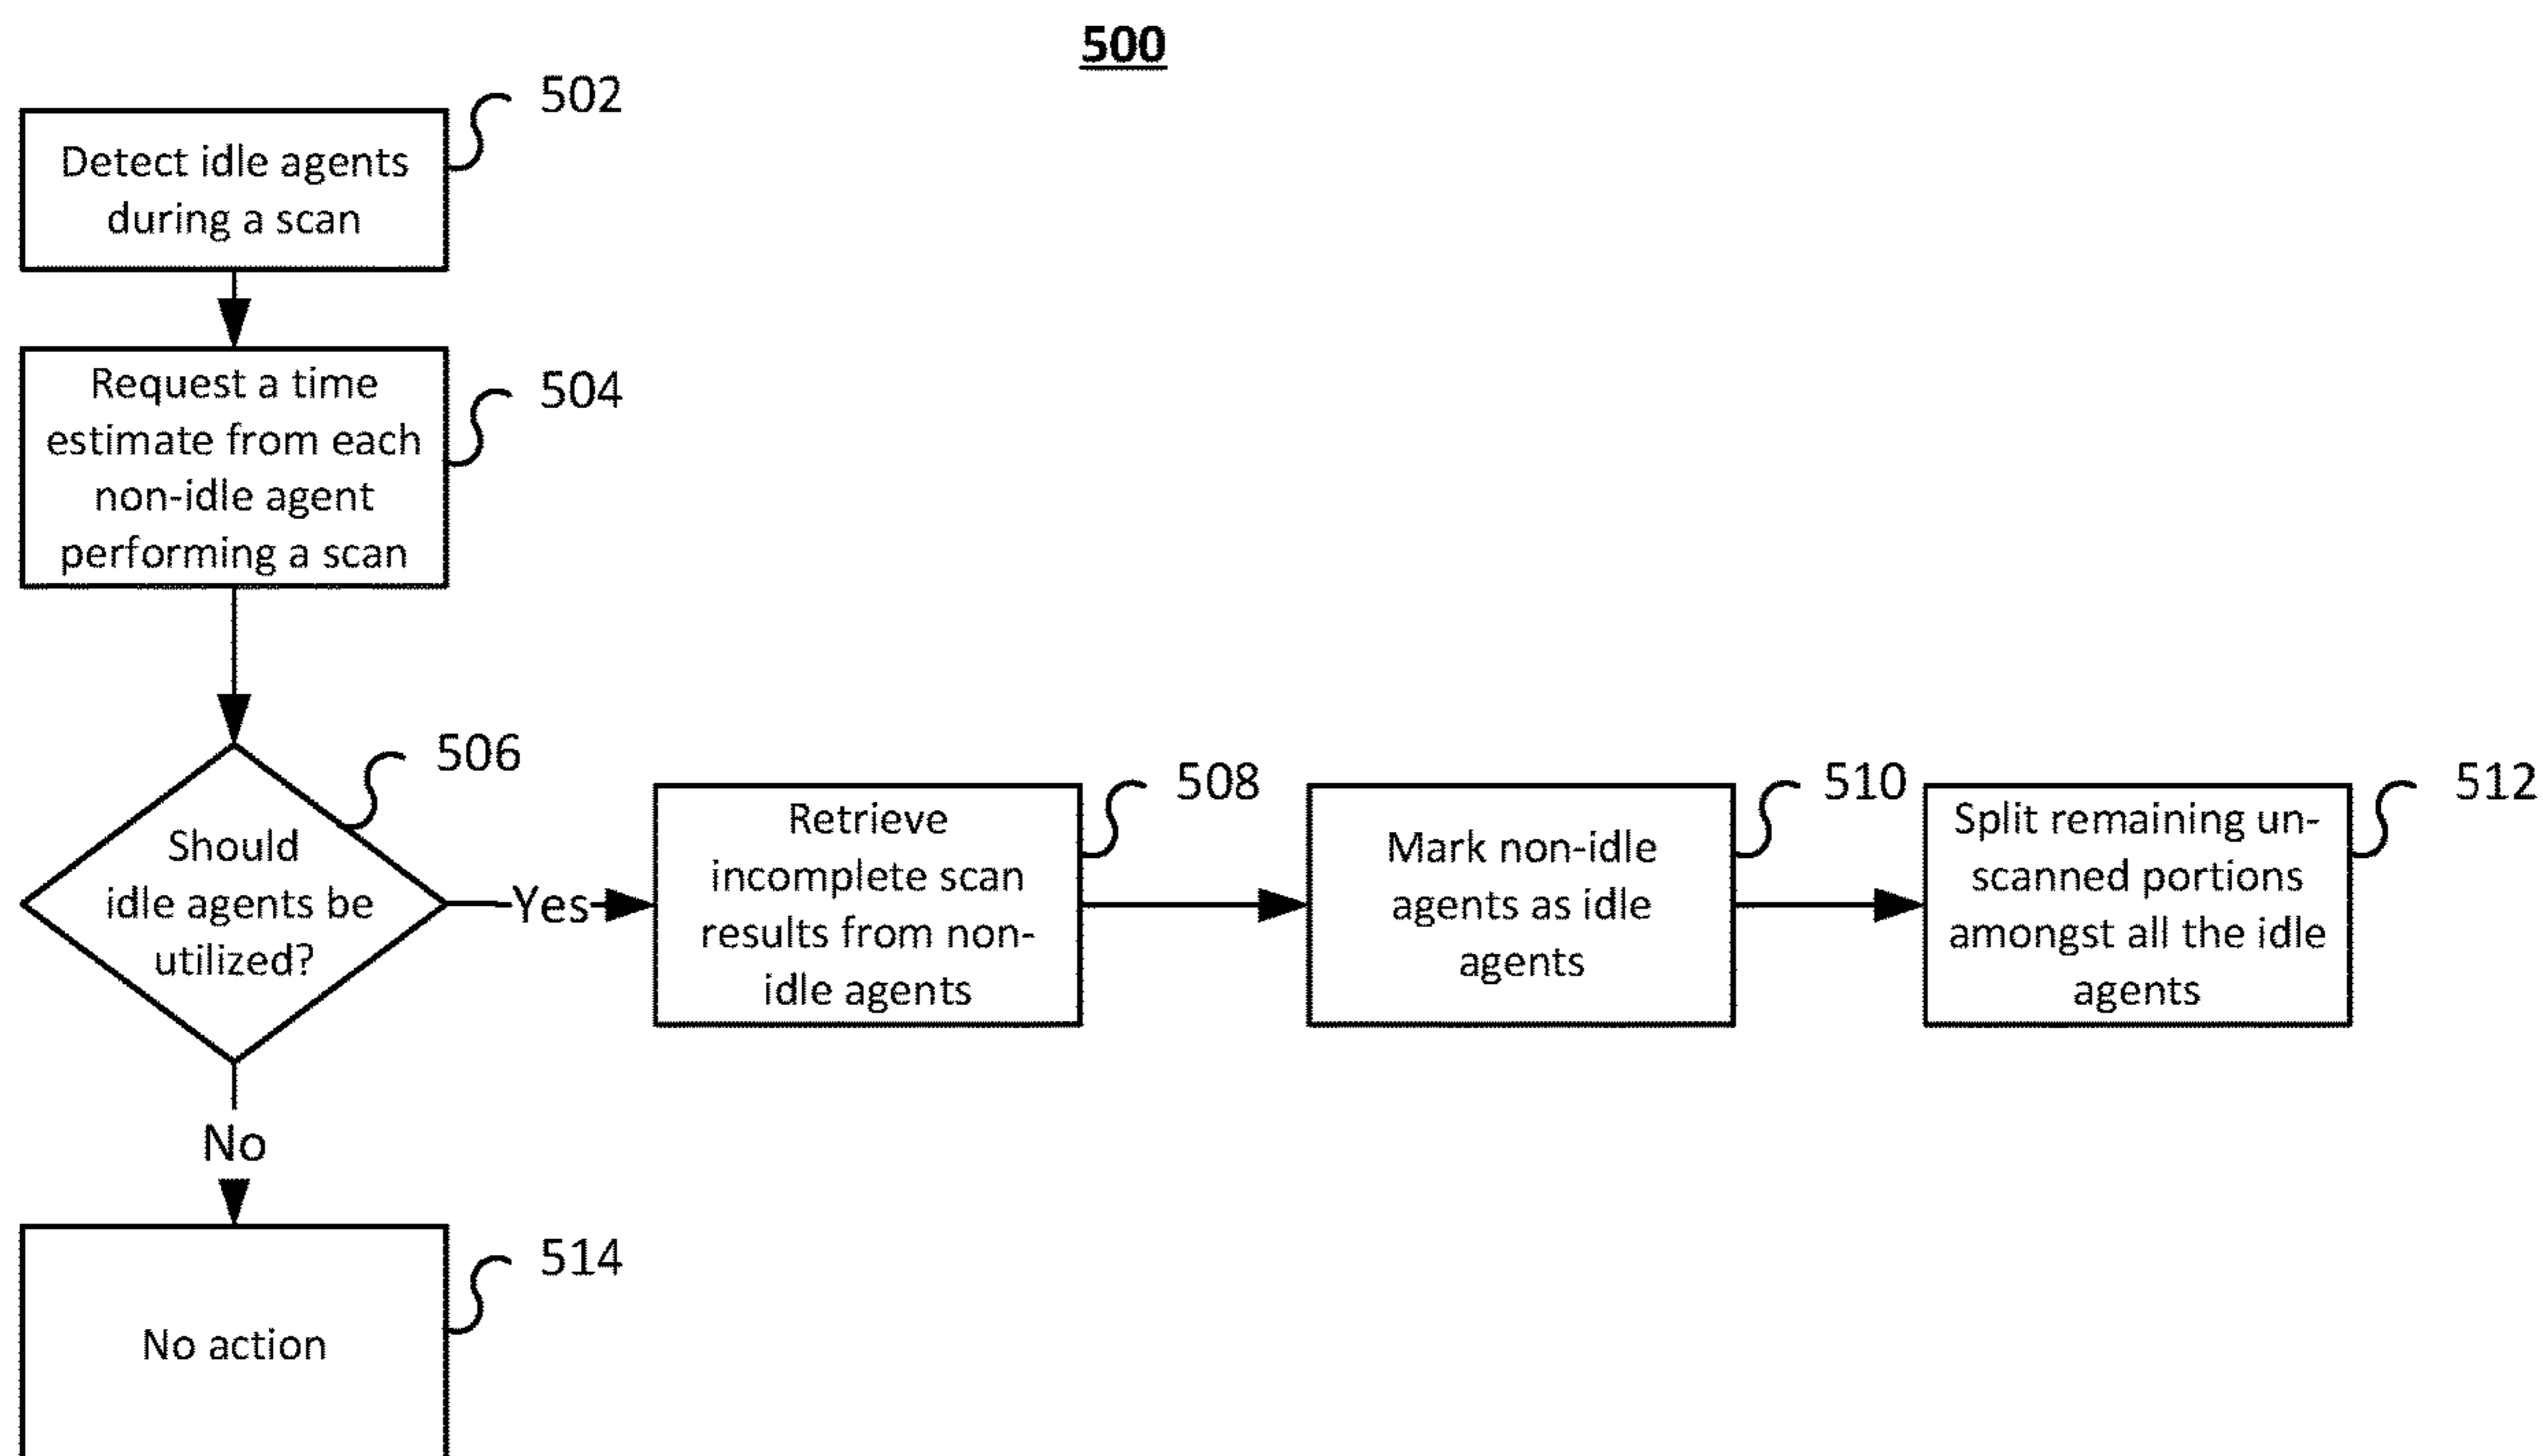 500
502
Detect idle agents
during a scan
504
Request a time
estimate from each
non-idle agent
performing a scan
506
Should
idle agents be
utilized?
Yes
508
Retrieve
incomplete scan
results from non-
idle agents
510
Mark non-idle
agents as idle
agents
512
Split remaining un-
scanned portions
amongst all the idle
agents
No
514
No action